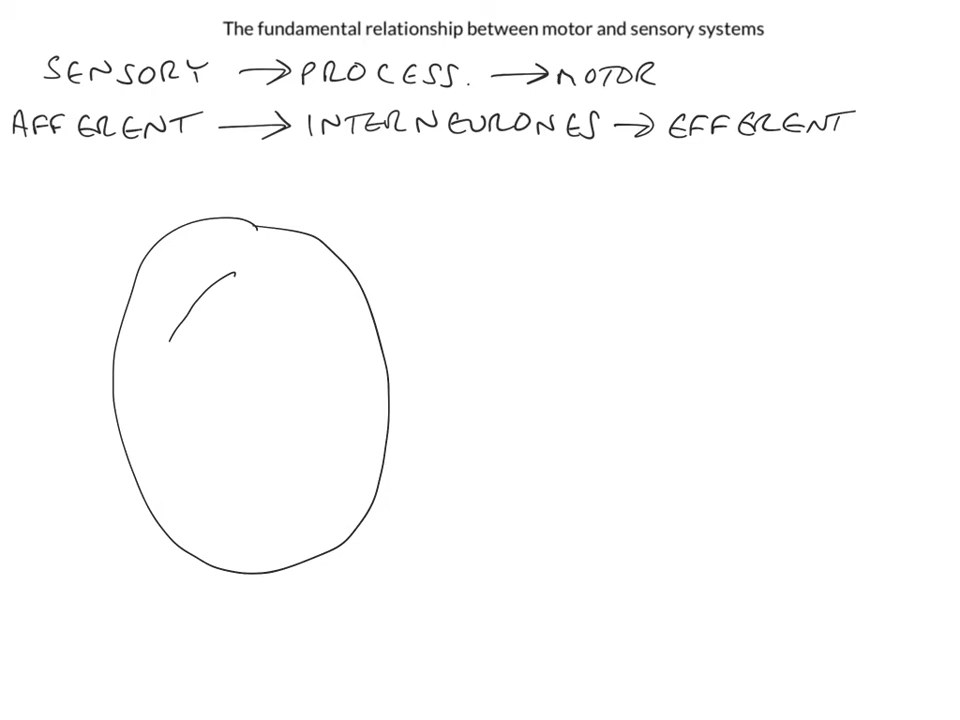 The fundamental relationship between motor and sensory systems
SENSORY → PROCESS. → MOTOR
AFFERENT → INTERNEURONES → EFFERENT